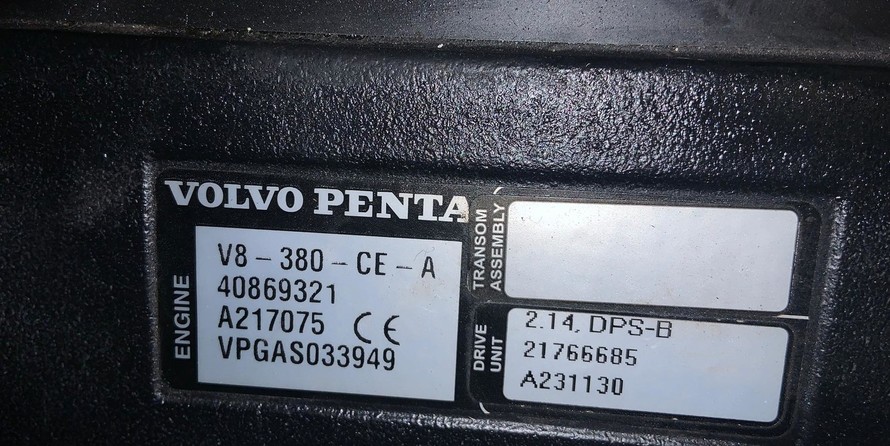 VOLVO PENTA
ENGINE
V8 - 380 - CE - A
40869321
A217075 CE
VPGAS033949
TRANSOM
ASSEMBLY
DRIVE
UNIT
2.14, DPS-B
21766685
A231130